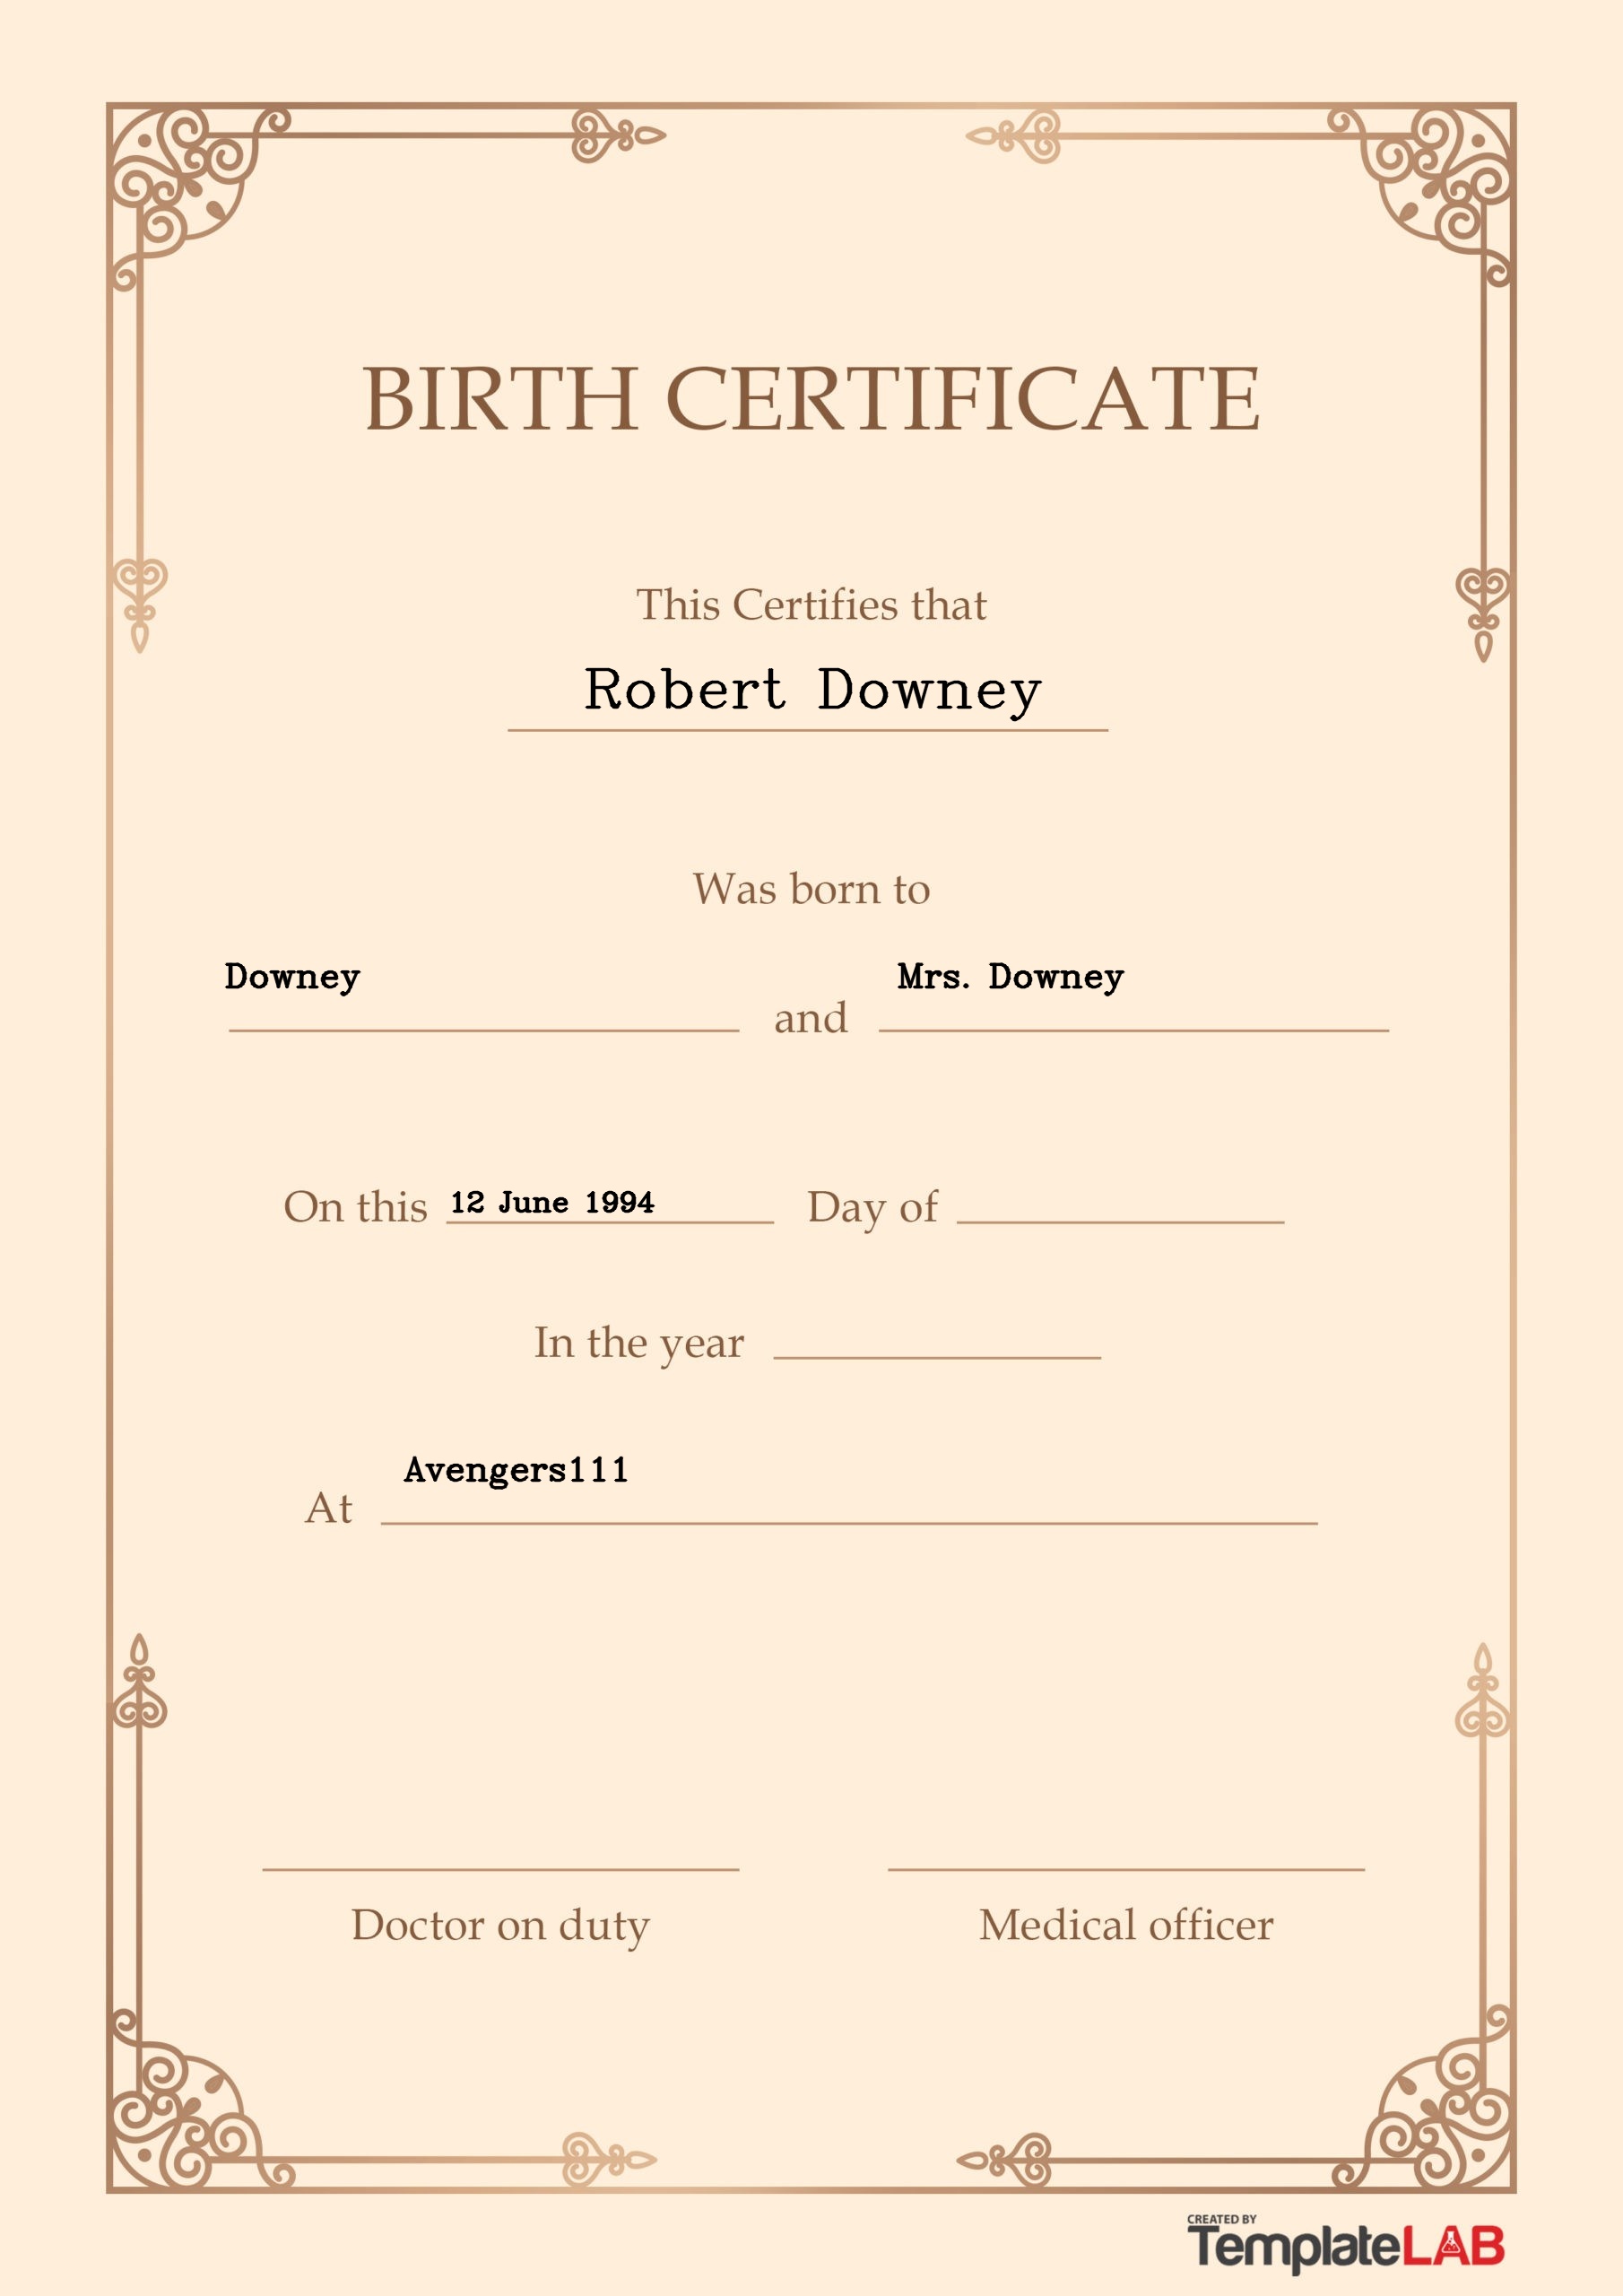 BIRTH CERTIFICATE
This Certifies that
Robert Downey
Was born to
Downey and Mrs. Downey
On this 12 June 1994 Day of
In the year
At Avengers111
Doctor on duty Medical officer
CREATED BY
TemplateLAB